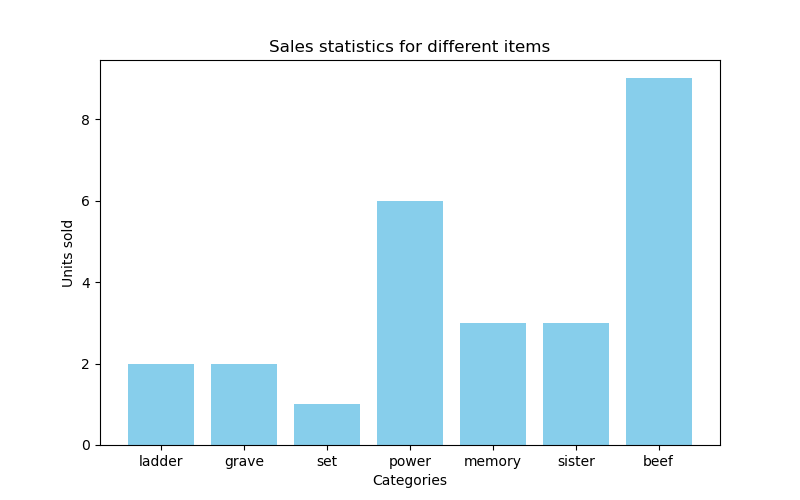 Sales statistics for different items
Units sold
8
6
4
2
0
ladder grave set power memory sister beef
Categories